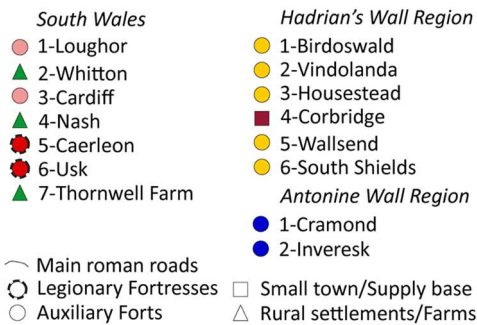 South Wales
1-Loughor
2-Whitton
3-Cardiff
4-Nash
5-Caerleon
6-Usk
7-Thornwell Farm
Hadrian's Wall Region
1-Birdoswald
2-Vindolanda
3-Housestead
4-Corbridge
5-Wallsend
6-South Shields
Antonine Wall Region
1-Cramond
2-Inveresk
Main roman roads
Legionary Fortresses
Auxiliary Forts
Small town/Supply base
Rural settlements/Farms